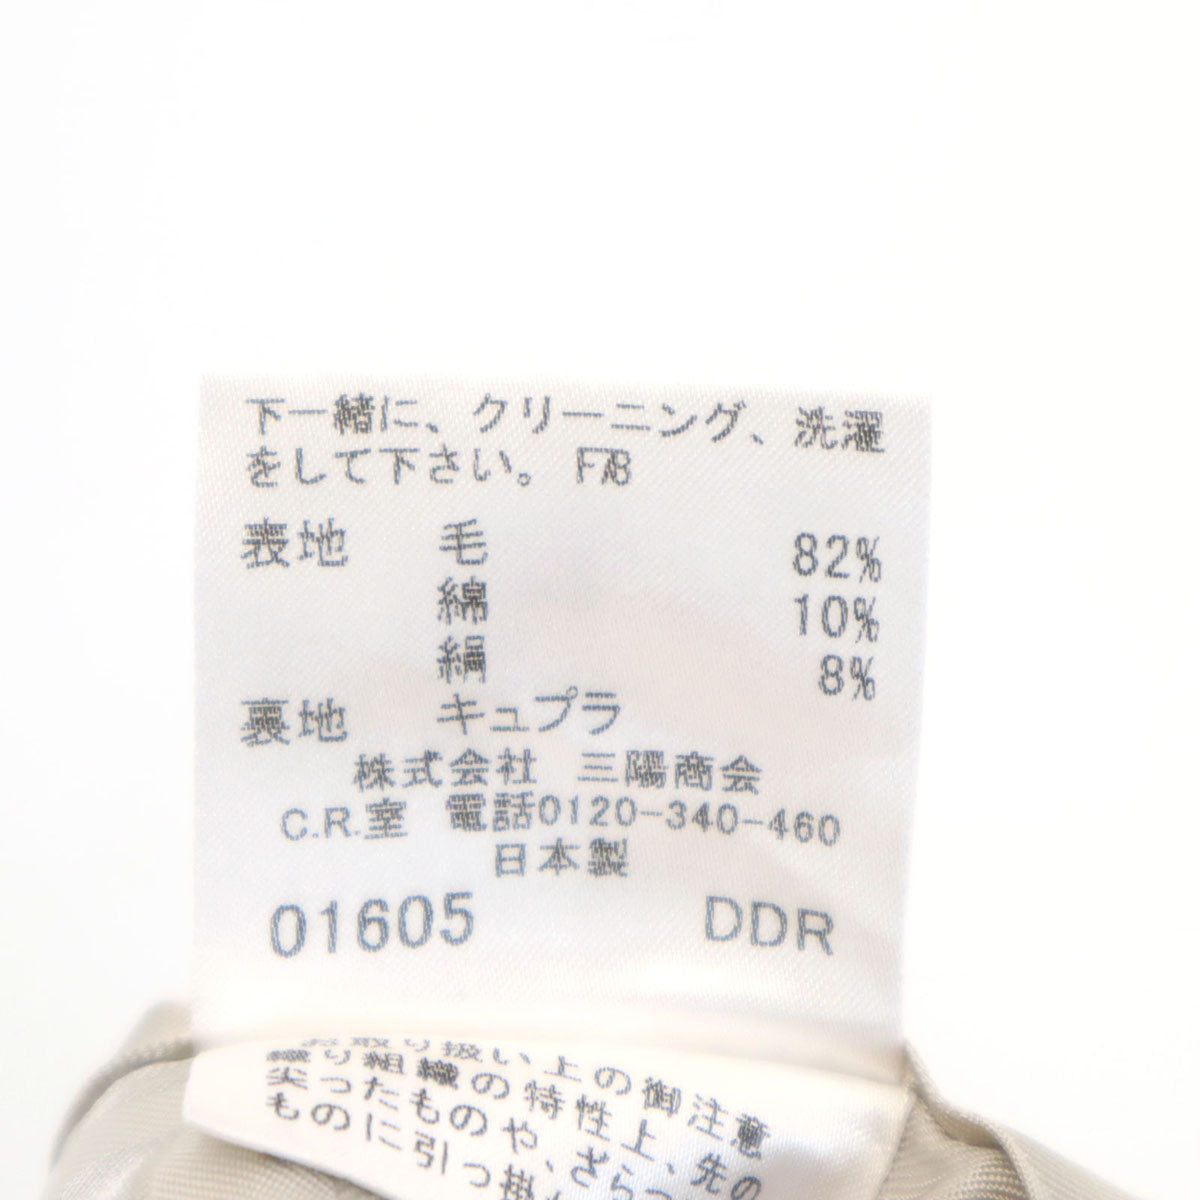 下一緒に、クリーニング、洗濯
をして下さい。 F/8
表地 毛 82%
綿 10%
絹 8%
裏地 キュプラ
株式会社 三陽商会
C.R.室 電話0120-340-460
日本製
01605 DDR
お取り扱い上の御注意
織り組織の特性上、先の
尖ったものや、ざらっ
ものに引っ掛